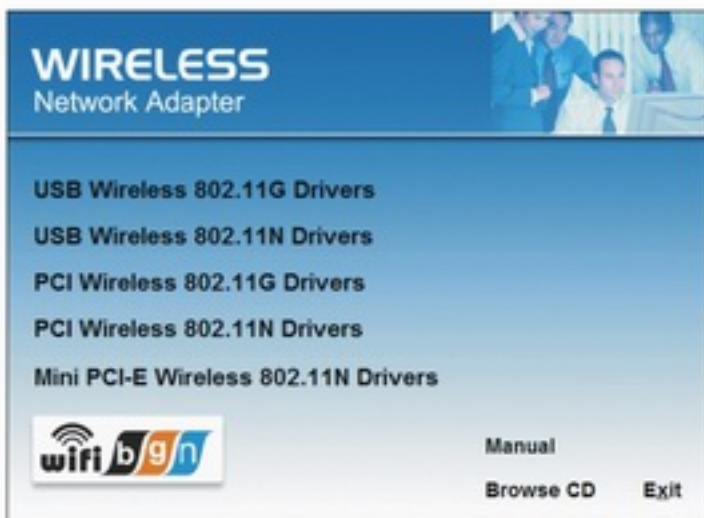 WIRELESS
Network Adapter
USB Wireless 802.11G Drivers
USB Wireless 802.11N Drivers
PCI Wireless 802.11G Drivers
PCI Wireless 802.11N Drivers
Mini PCI-E Wireless 802.11N Drivers
wifi b g n
Manual
Browse CD Exit